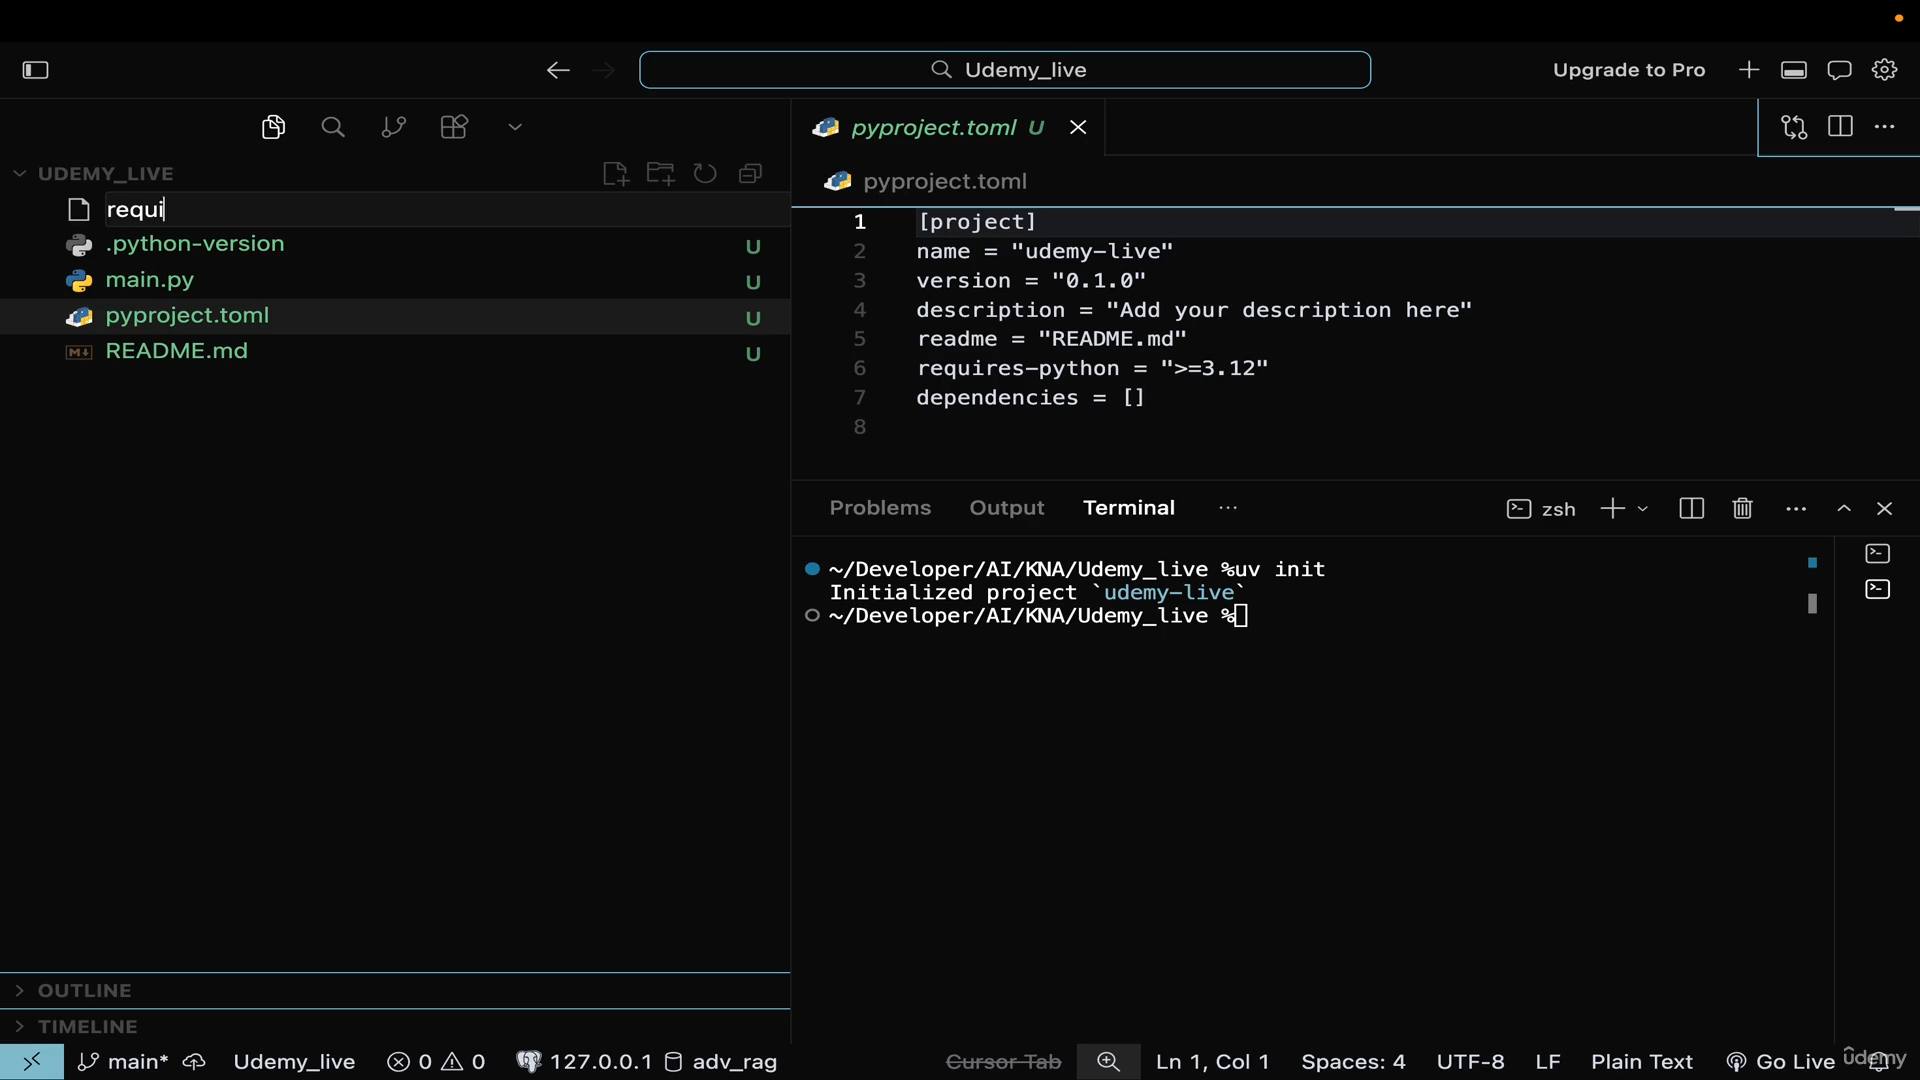 Udemy_live
Upgrade to Pro
UDEMY_LIVE
requi
.python-version U
main.py U
pyproject.toml U
README.md U
OUTLINE
TIMELINE
pyproject.toml U
pyproject.toml
1 [project]
2 name = "udemy-live"
3 version = "0.1.0"
4 description = "Add your description here"
5 readme = "README.md"
6 requires-python = ">=3.12"
7 dependencies = []
8
Problems Output Terminal zsh
~/Developer/AI/KNA/Udemy_live %uv init
Initialized project `udemy-live`
~/Developer/AI/KNA/Udemy_live %
main* Udemy_live 0 0 127.0.0.1 adv_rag Cursor Tab Ln 1, Col 1 Spaces: 4 UTF-8 LF Plain Text Go Live
udemy